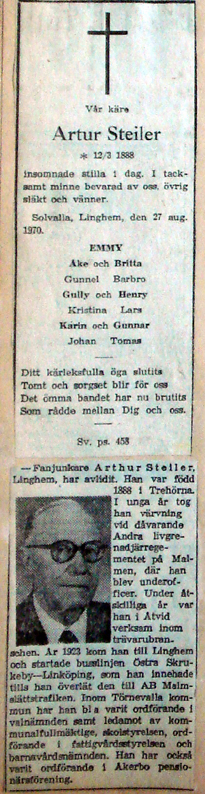 Vår käre
Artur Steiler
* 12/3 1888
insomnade stilla i dag. I tack-
samt minne bevarad av oss, övrig
släkt och vänner.
Solvalla, Linghem, den 27 aug.
1970.
EMMY
Åke och Britta
Gunnel Barbro
Gully och Henry
Kristina Lars
Karin och Gunnar
Johan Tomas
Ditt kärleksfulla öga slutits
Tomt och sorgset blir för oss
Det ömma bandet har nu brutits
Som rådde mellan Dig och oss.
Sv. ps. 458
—Fanjunkare Arthur Steiler,
Linghem, har avlidit. Han var född
1888 i Trehörna.
I unga år tog
han värvning
vid dåvarande
Andra livgre-
nadjärrege-
mentet på Mal-
men, där han
blev underof-
ficer. Under åt-
skilliga år var
han i Åtvid
verksam inom
trävarubran-
schen. År 1923 kom han till Linghem
och startade busslinjen Östra Skru-
keby—Linköping, som han innehade
tills han överlät den till AB Malm-
slättstrafiken. Inom Törnevalla kom-
mun har han bl a varit ordförande i
valnämnden samt ledamot av kom-
munalfullmäktige, skolstyrelsen, ord-
förande i fattigvårdsstyrelsen och
barnavårdsnämnden. Han har också
varit ordförande i Åkerbo pensio-
närsförening.